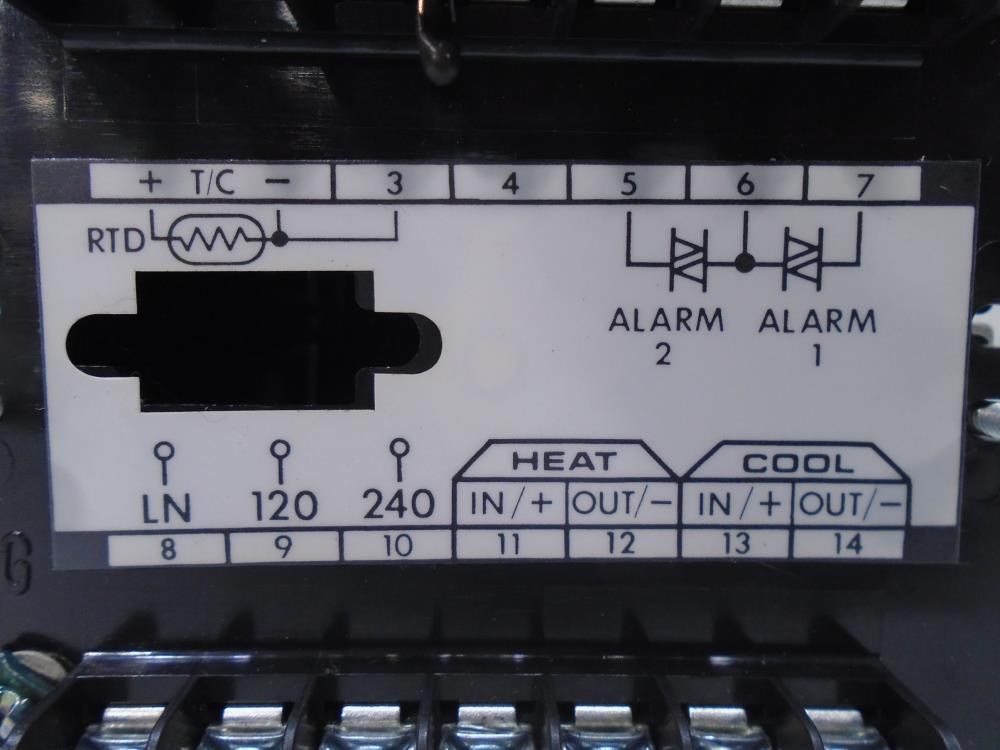 + T/C − 3 4 5 6 7
RTD
ALARM ALARM
2 1
HEAT COOL
LN 120 240 IN/+ OUT/− IN/+ OUT/−
8 9 10 11 12 13 14